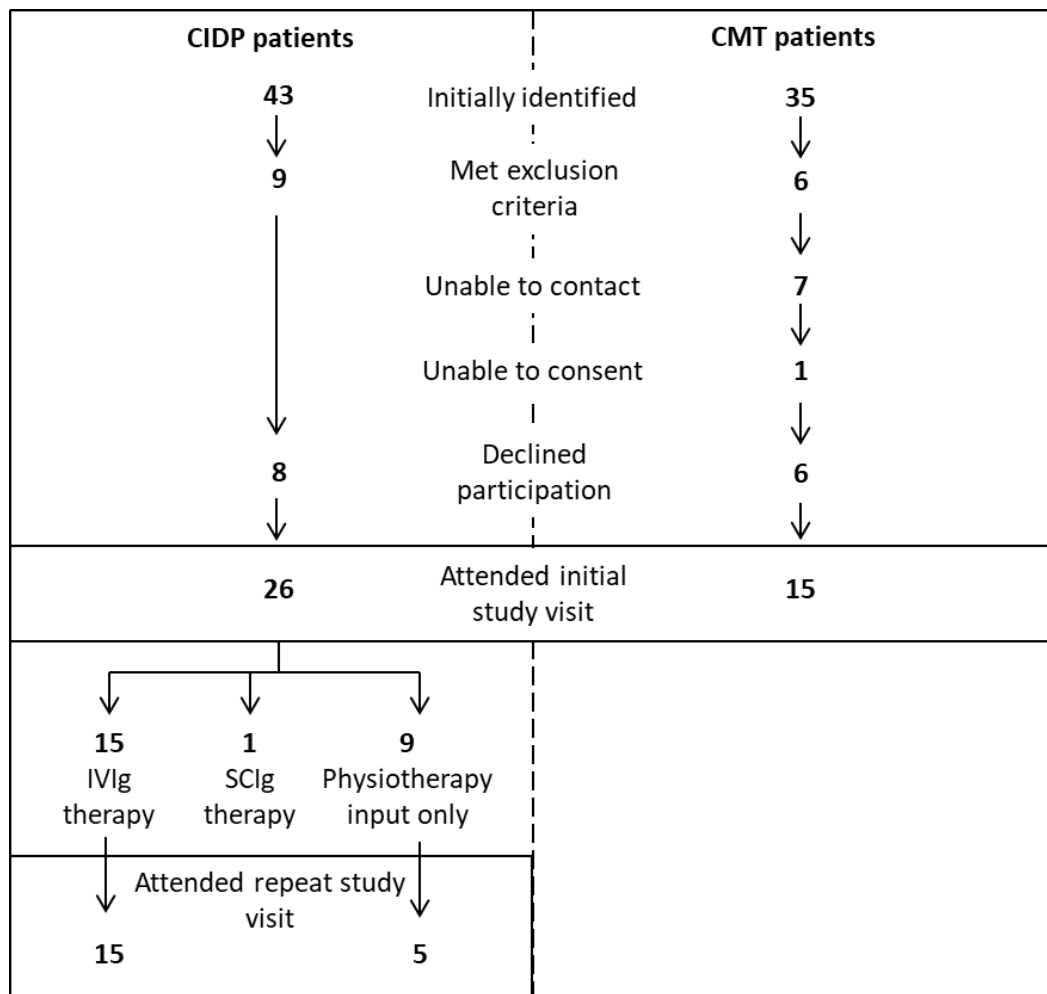 CIDP patients
CMT patients
43
Initially identified
35
9
Met exclusion
criteria
6
Unable to contact
7
Unable to consent
1
8
Declined
participation
6
26
Attended initial
study visit
15
15
IVIg
therapy
1
SCIg
therapy
9
Physiotherapy
input only
Attended repeat study
visit
15
5